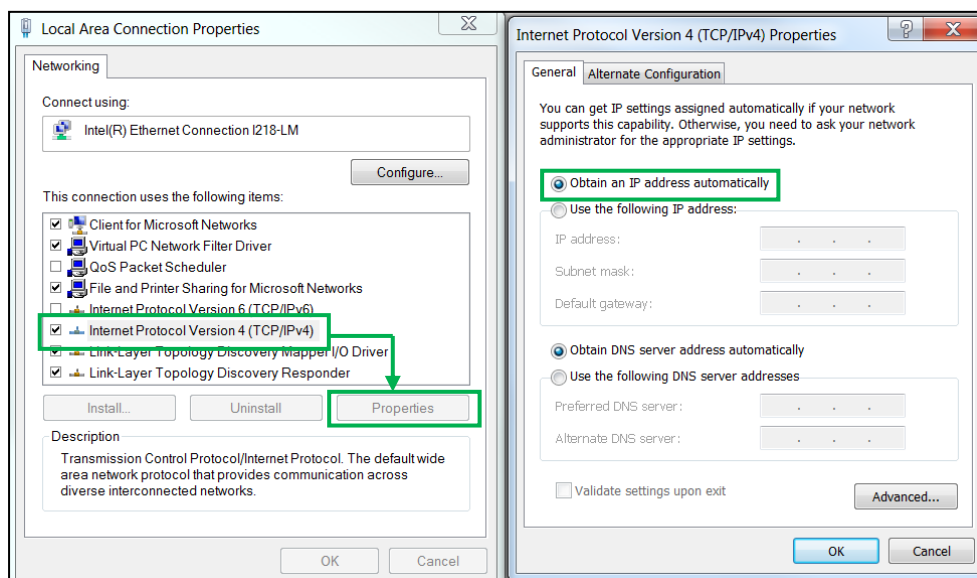 Local Area Connection Properties
Networking
Connect using:
Intel(R) Ethernet Connection I218-LM
Configure...
This connection uses the following items:
Client for Microsoft Networks
Virtual PC Network Filter Driver
QoS Packet Scheduler
File and Printer Sharing for Microsoft Networks
Internet Protocol Version 6 (TCP/IPv6)
Internet Protocol Version 4 (TCP/IPv4)
Link-Layer Topology Discovery Mapper I/O Driver
Link-Layer Topology Discovery Responder
Install... Uninstall Properties
Description
Transmission Control Protocol/Internet Protocol. The default wide
area network protocol that provides communication across
diverse interconnected networks.
OK Cancel
Internet Protocol Version 4 (TCP/IPv4) Properties
General Alternate Configuration
You can get IP settings assigned automatically if your network
supports this capability. Otherwise, you need to ask your network
administrator for the appropriate IP settings.
Obtain an IP address automatically
Use the following IP address:
IP address: . . .
Subnet mask: . . .
Default gateway: . . .
Obtain DNS server address automatically
Use the following DNS server addresses
Preferred DNS server: . . .
Alternate DNS server: . . .
Validate settings upon exit
Advanced...
OK Cancel